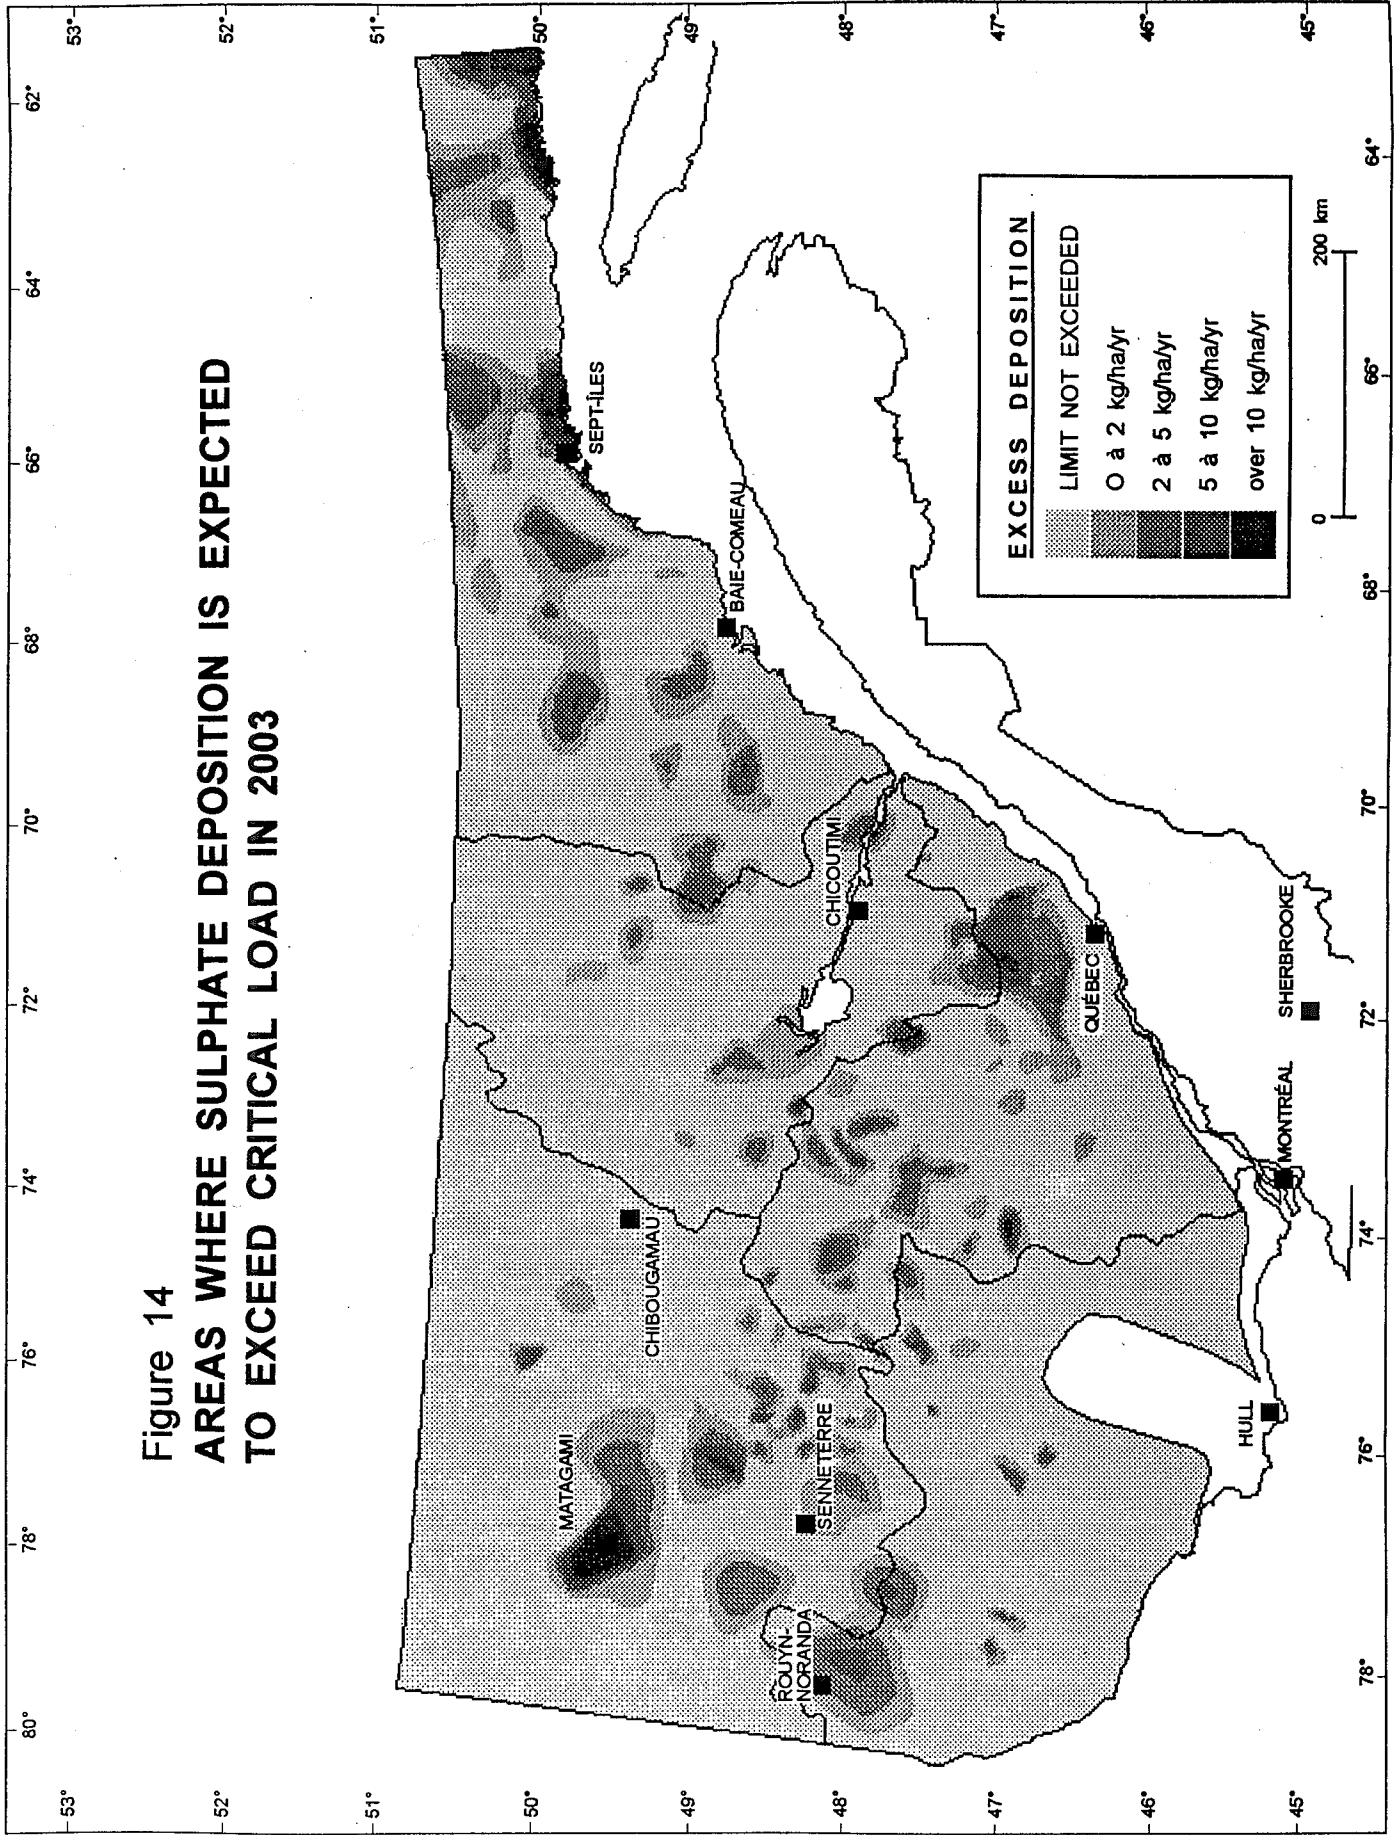 Figure 14
AREAS WHERE SULPHATE DEPOSITION IS EXPECTED
TO EXCEED CRITICAL LOAD IN 2003
80°
78°
76°
74°
72°
70°
68°
66°
64°
62°
53°
53°
52°
52°
51°
51°
50°
50°
49°
49°
48°
48°
47°
47°
46°
46°
45°
45°
MATAGAMI
CHIBOUGAMAU
SEPT-ÎLES
BAIE-COMEAU
ROUYN-
NORANDA
SENNETERRE
CHICOUTIMI
QUÉBEC
HULL
MONTRÉAL
SHERBROOKE
EXCESS DEPOSITION
LIMIT NOT EXCEEDED
O à 2 kg/ha/yr
2 à 5 kg/ha/yr
5 à 10 kg/ha/yr
over 10 kg/ha/yr
0
200 km
78°
76°
74°
72°
70°
68°
66°
64°